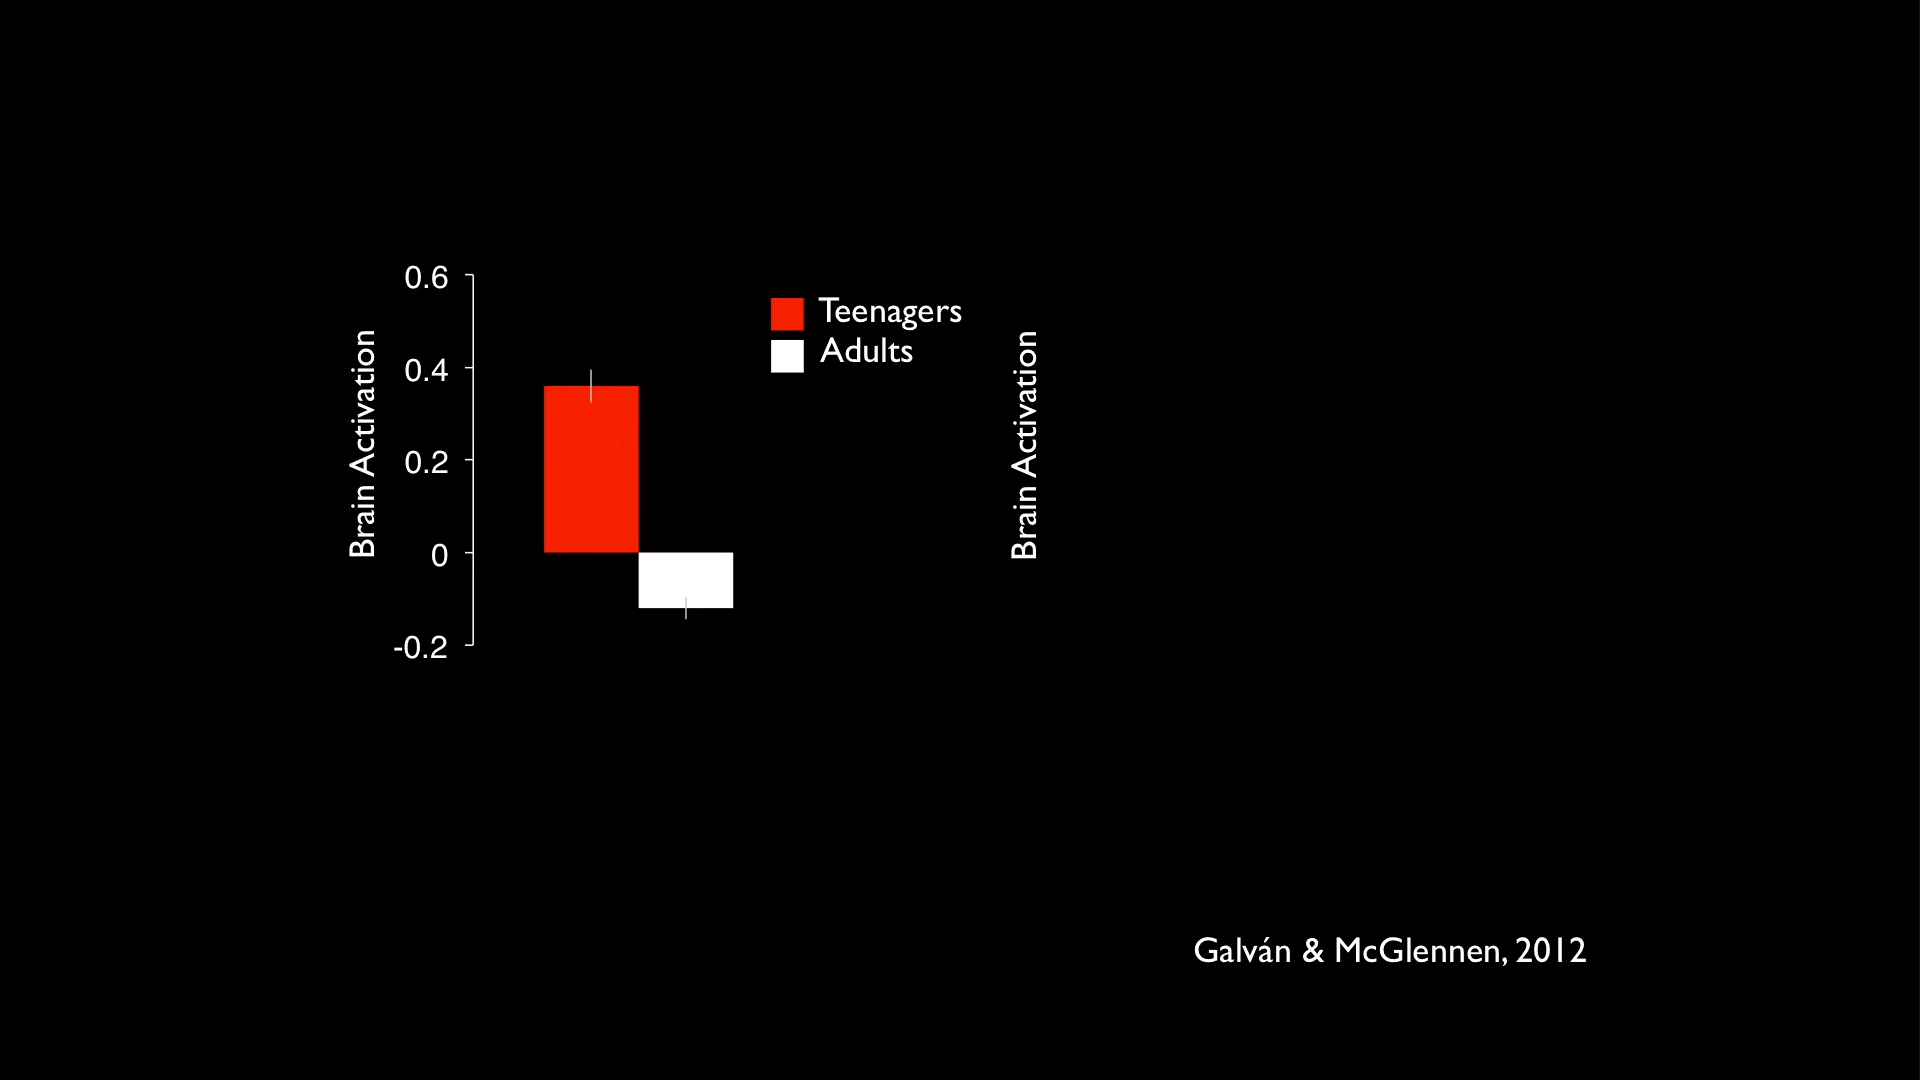 0.6
0.4
0.2
0
-0.2
Brain Activation
Teenagers
Adults
Brain Activation
Galván & McGlennen, 2012